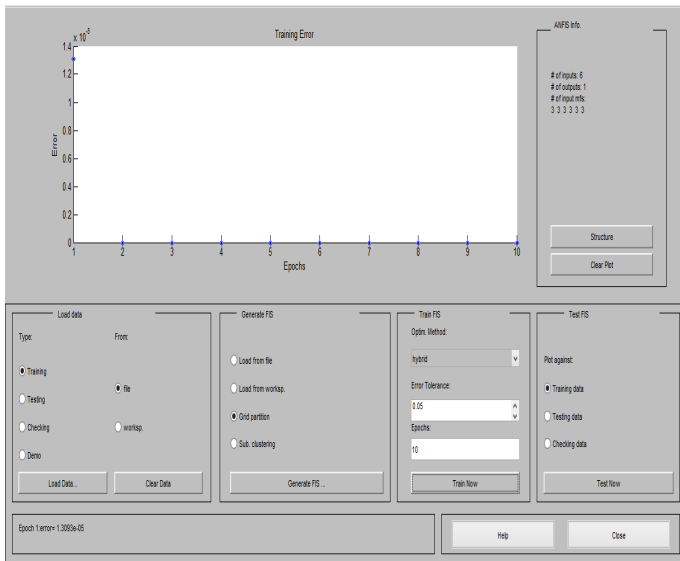 Training Error
x 10^-5
1.4
1.2
1
0.8
0.6
0.4
0.2
0
Error
1 2 3 4 5 6 7 8 9 10
Epochs
ANFIS Info.
# of inputs: 6
# of outputs: 1
# of input mfs:
3 3 3 3 3 3
Structure
Clear Plot
Load data
Type:
From:
Training
Testing
Checking
Demo
file
worksp.
Load Data...
Clear Data
Generate FIS
Load from file
Load from worksp.
Grid partition
Sub. clustering
Generate FIS ...
Train FIS
Optim. Method:
hybrid
Error Tolerance:
0.05
Epochs:
10
Train Now
Test FIS
Plot against:
Training data
Testing data
Checking data
Test Now
Epoch 1:error= 1.3093e-05
Help
Close